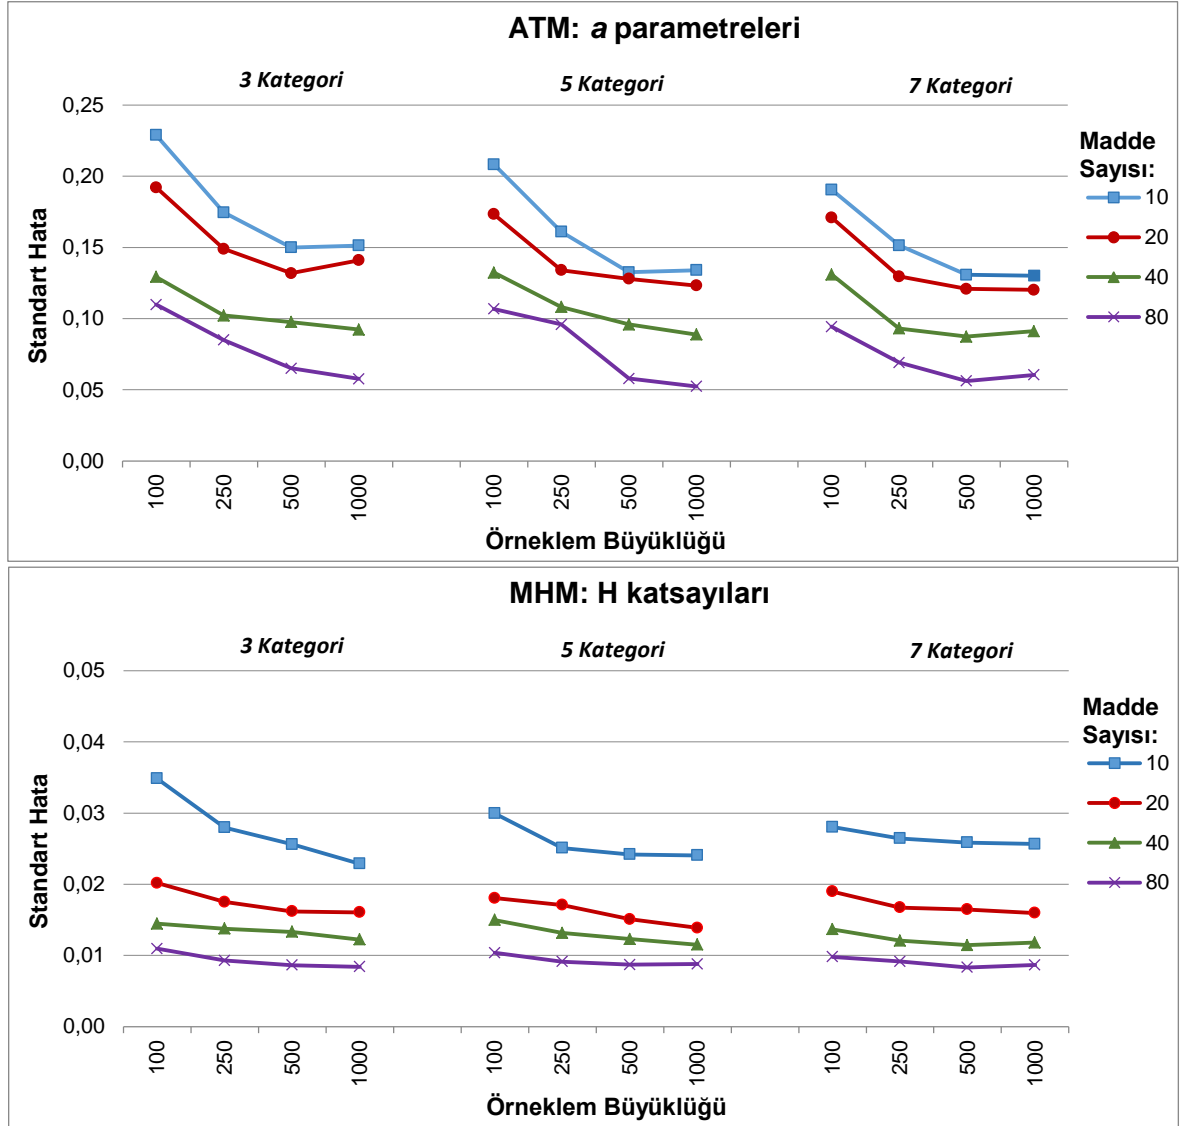 ATM: a parametreleri
3 Kategori
5 Kategori
7 Kategori
0,25
0,20
0,15
0,10
0,05
0,00
Standart Hata
100
250
500
1000
100
250
500
1000
100
250
500
1000
Örneklem Büyüklüğü
Madde
Sayısı:
10
20
40
80
MHM: H katsayıları
3 Kategori
5 Kategori
7 Kategori
0,05
0,04
0,03
0,02
0,01
0,00
Standart Hata
100
250
500
1000
100
250
500
1000
100
250
500
1000
Örneklem Büyüklüğü
Madde
Sayısı:
10
20
40
80